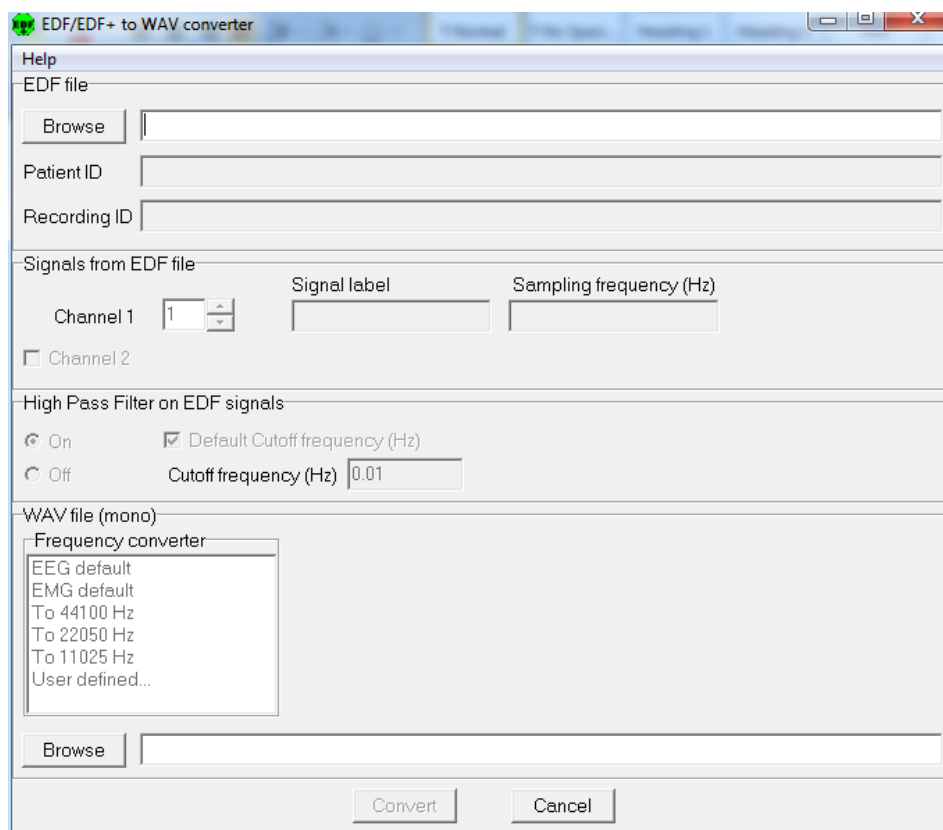 EDF/EDF+ to WAV converter
Help
EDF file
Browse
Patient ID
Recording ID
Signals from EDF file
Signal label Sampling frequency (Hz)
Channel 1 1
Channel 2
High Pass Filter on EDF signals
On Default Cutoff frequency (Hz)
Off Cutoff frequency (Hz) 0.01
WAV file (mono)
Frequency converter
EEG default
EMG default
To 44100 Hz
To 22050 Hz
To 11025 Hz
User defined...
Browse
Convert Cancel